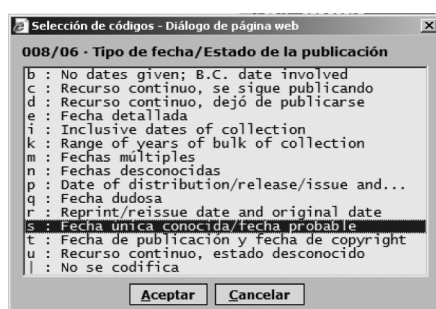 Selección de códigos - Diálogo de página web
008/06 · Tipo de fecha/Estado de la publicación
b : No dates given; B.C. date involved
c : Recurso continuo, se sigue publicando
d : Recurso continuo, dejó de publicarse
e : Fecha detallada
i : Inclusive dates of collection
k : Range of years of bulk of collection
m : Fechas múltiples
n : Fechas desconocidas
p : Date of distribution/release/issue and...
q : Fecha dudosa
r : Reprint/reissue date and original date
s : Fecha única conocida/fecha probable
t : Fecha de publicación y fecha de copyright
u : Recurso continuo, estado desconocido
| : No se codifica
Aceptar Cancelar